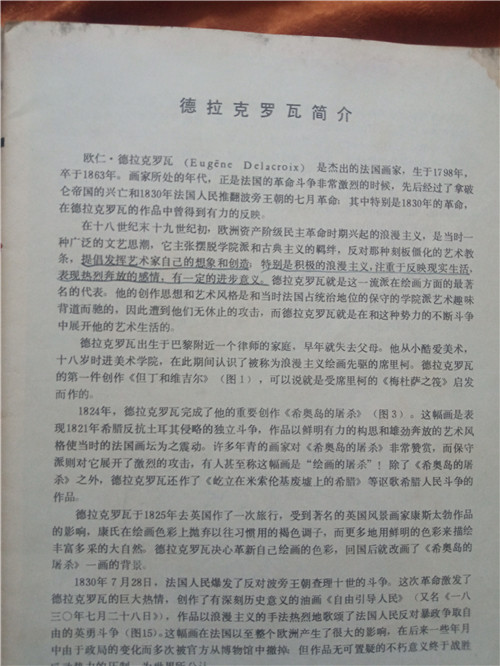 德拉克罗瓦简介
欧仁·德拉克罗瓦 (Eugēne Delacroix) 是杰出的法国画家,生于1798年,
卒于1863年。画家所处的年代,正是法国的革命斗争非常激烈的时候,先后经过了拿破
仑帝国的兴亡和1830年法国人民推翻波旁王朝的七月革命;其中特别是1830年的革命,
在德拉克罗瓦的作品中曾得到有力的反映。
在十八世纪末十九世纪初,欧洲资产阶级民主革命时期兴起的浪漫主义,是当时一
种广泛的文艺思潮,它主张摆脱学院派和古典主义的羁绊,反对那种刻板僵化的艺术教
条,提倡发挥艺术家自己的想象和创造;特别是积极的浪漫主义,注重于反映现实生活,
表现热烈奔放的感情,有一定的进步意义。德拉克罗瓦就是这一流派在绘画方面的最著
名的代表。他的创作思想和艺术风格是和当时法国占统治地位的保守的学院派艺术趣味
背道而驰的,因此遭到他们无休止的攻击,而德拉克罗瓦就是在和这种势力的不断斗争
中展开他的艺术生活的。
德拉克罗瓦出生于巴黎附近一个律师的家庭,早年就失去父母。他从小酷爱美术,
十八岁时进美术学院,在此期间认识了被称为浪漫主义绘画先驱的席里柯。德拉克罗瓦
的第一件创作《但丁和维吉尔》(图1),可以说就是受席里柯的《梅杜萨之筏》启发
而作的。
1824年,德拉克罗瓦完成了他的重要创作《希奥岛的屠杀》(图3)。这幅画是表
现1821年希腊反抗土耳其侵略的独立斗争,作品以鲜明有力的构思和雄劲奔放的艺术风
格使当时的法国画坛为之震动。许多年青的画家对《希奥岛的屠杀》非常赞赏,而保守
派则对它展开了激烈的攻击,有人甚至称这幅画是“绘画的屠杀”!除了《希奥岛的屠
杀》之外,德拉克罗瓦还作了《屹立在米索伦基废墟上的希腊》等讴歌希腊人民斗争的
作品。
德拉克罗瓦于1825年去英国作了一次旅行,受到著名的英国风景画家康斯太勃作品
的影响,康氏在绘画色彩上抛弃以往习惯用的褐色调子,而更多地用鲜明的色彩来描绘
丰富多采的大自然。德拉克罗瓦决心革新自己绘画的色彩,回国后就改画了《希奥岛的
屠杀》一画的背景。
1830年7月28日,法国人民爆发了反对波旁王朝查理十世的斗争。这次革命激发了
德拉克罗瓦的巨大热情,创作了有深刻历史意义的油画《自由引导人民》(又名《一八
三〇年七月二十八日》),作品以浪漫主义的手法热烈地歌颂了法国人民反对暴政争取自
由的英勇斗争(图15)。这幅画在法国以至整个欧洲产生了很大的影响,在后来一些年
月中由于政局的变化而多次被官方从博物馆中撤掉;但作品无可置疑的不朽意义终于战胜